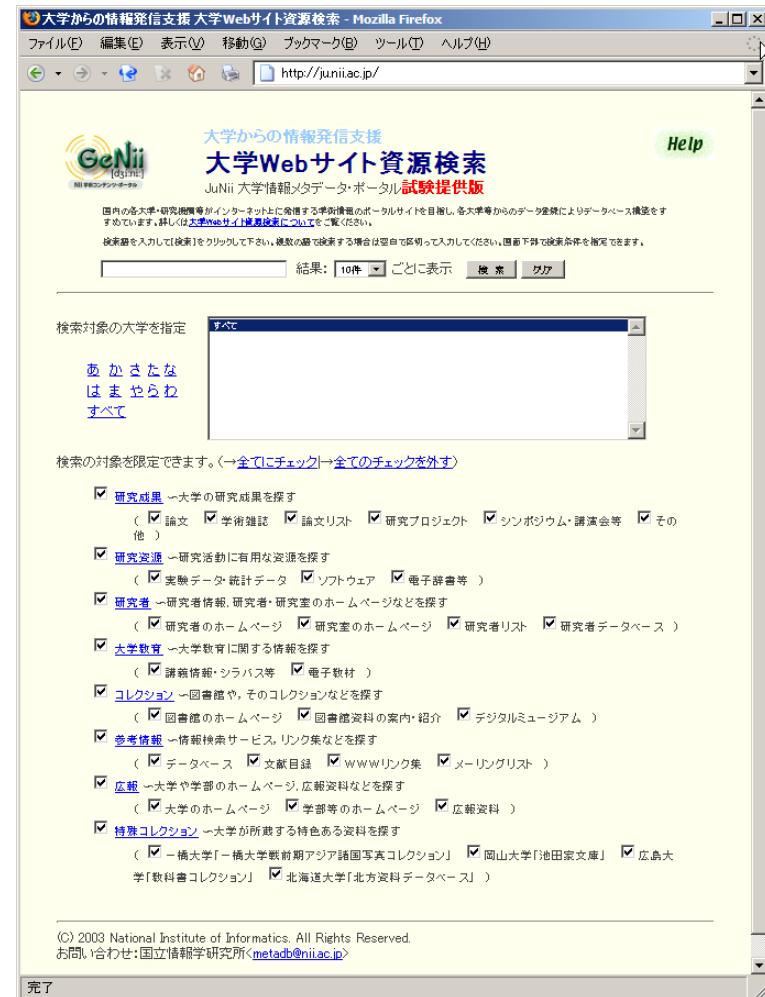 大学からの情報発信支援 大学Webサイト資源検索 - Mozilla Firefox
ファイル(F) 編集(E) 表示(V) 移動(G) ブックマーク(B) ツール(T) ヘルプ(H)
http://ju.nii.ac.jp/
大学からの情報発信支援
Help
GeNii
[dʒi:ni:]
NII 学術コンテンツ・ポータル
大学Webサイト資源検索
JuNii 大学情報メタデータ・ポータル試験提供版
国内の各大学・研究機関等がインターネット上に発信する学術情報のポータルサイトを目指し、各大学等からのデータ登録によりデータベース構築をす
すめています。詳しくは大学Webサイト資源検索についてをご覧ください。
検索語を入力して[検索]をクリックして下さい。複数の語で検索する場合は空白で区切って入力してください。画面下部で検索条件を指定できます。
結果: 10件 ごとに表示 検 索 クリア
検索対象の大学を指定 すべて
あ か さ た な
は ま や ら わ
すべて
検索の対象を限定できます。(→全てにチェック|→全てのチェックを外す)
研究成果 ～大学の研究成果を探す
( 論文 学術雑誌 論文リスト 研究プロジェクト シンポジウム・講演会等 その
他 )
研究資源 ～研究活動に有用な資源を探す
( 実験データ・統計データ ソフトウェア 電子辞書等 )
研究者 ～研究者情報, 研究者・研究室のホームページなどを探す
( 研究者のホームページ 研究室のホームページ 研究者リスト 研究者データベース )
大学教育 ～大学教育に関する情報を探す
( 講義情報・シラバス等 電子教材 )
コレクション ～図書館や, そのコレクションなどを探す
( 図書館のホームページ 図書館資料の案内・紹介 デジタルミュージアム )
参考情報 ～情報検索サービス, リンク集などを探す
( データベース 文献目録 WWWリンク集 メーリングリスト )
広報 ～大学や学部のホームページ, 広報資料などを探す
( 大学のホームページ 学部等のホームページ 広報資料 )
特殊コレクション ～大学が所蔵する特色ある資料を探す
( 一橋大学「一橋大学戦前期アジア諸国写真コレクション」 岡山大学「池田家文庫」 広島大
学「教科書コレクション」 北海道大学「北方資料データベース」 )
(C) 2003 National Institute of Informatics. All Rights Reserved.
お問い合わせ:国立情報学研究所<metadb@nii.ac.jp>
完了